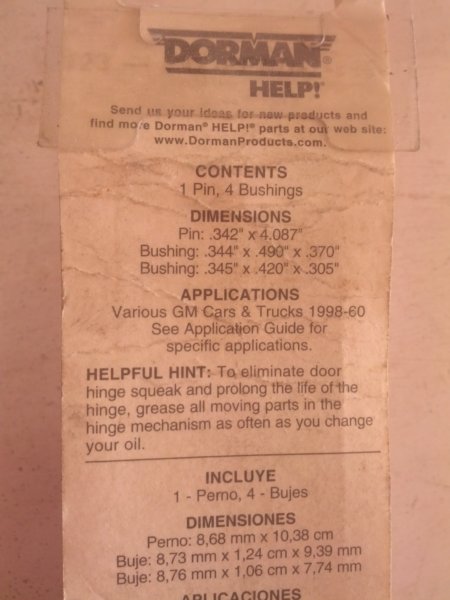 DORMAN®
HELP!®
Send us your ideas for new products and
find more Dorman® HELP!® parts at our web site:
www.DormanProducts.com.
CONTENTS
1 Pin, 4 Bushings
DIMENSIONS
Pin: .342" x 4.087"
Bushing: .344" x .490" x .370"
Bushing: .345" x .420" x .305"
APPLICATIONS
Various GM Cars & Trucks 1998-60
See Application Guide for
specific applications.
HELPFUL HINT: To eliminate door
hinge squeak and prolong the life of the
hinge, grease all moving parts in the
hinge mechanism as often as you change
your oil.
INCLUYE
1 - Perno, 4 - Bujes
DIMENSIONES
Perno: 8,68 mm x 10,38 cm
Buje: 8,73 mm x 1,24 cm x 9,39 mm
Buje: 8,76 mm x 1,06 cm x 7,74 mm
APLICACIONES